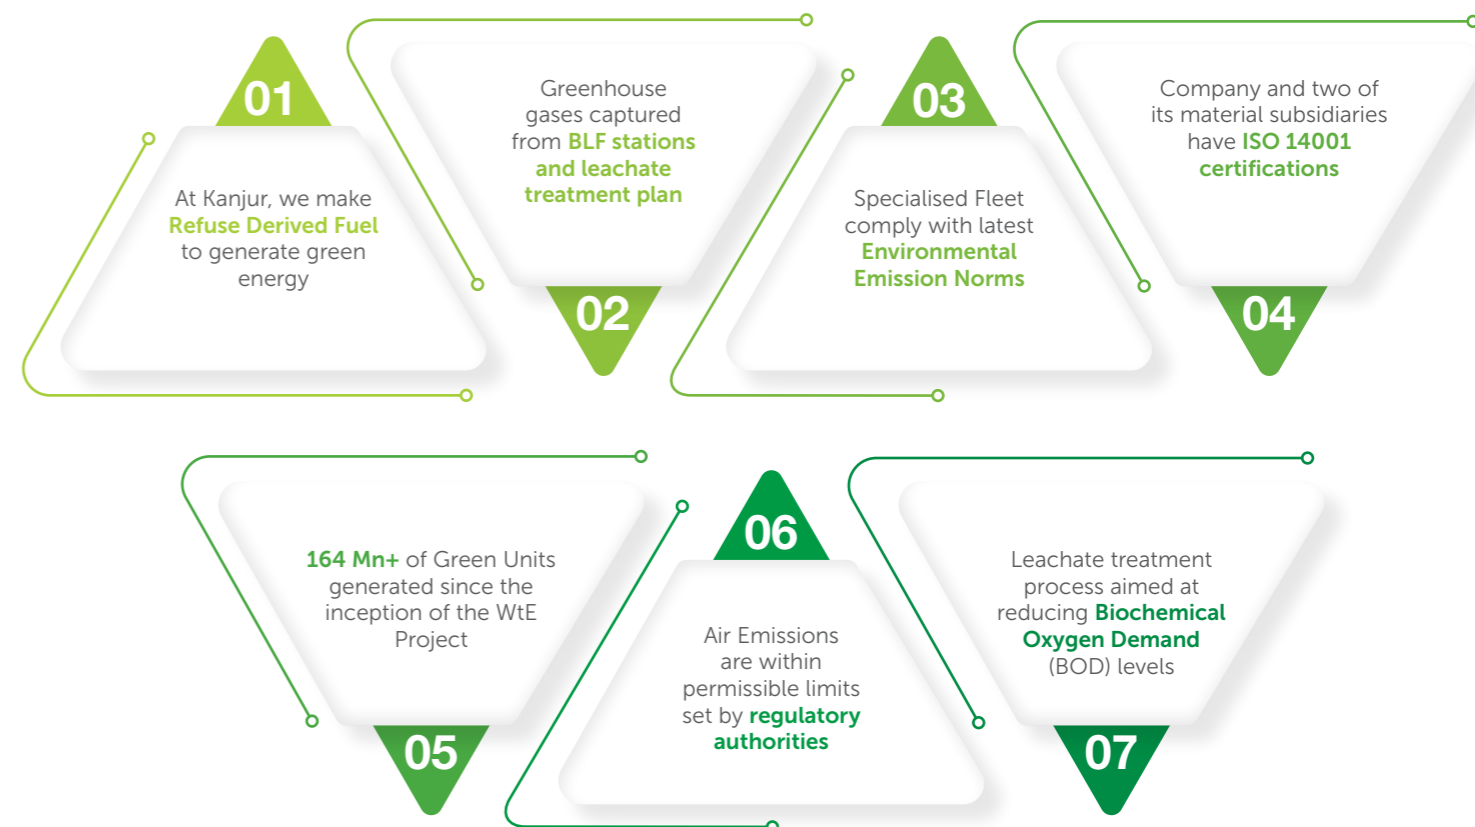 01
At Kanjur, we make
Refuse Derived Fuel
to generate green
energy
Greenhouse
gases captured
from BLF stations
and leachate
treatment plan
02
03
Specialised Fleet
comply with latest
Environmental
Emission Norms
Company and two of
its material subsidiaries
have ISO 14001
certifications
04
164 Mn+ of Green Units
generated since the
inception of the WtE
Project
05
06
Air Emissions
are within
permissible limits
set by regulatory
authorities
Leachate treatment
process aimed at
reducing Biochemical
Oxygen Demand
(BOD) levels
07